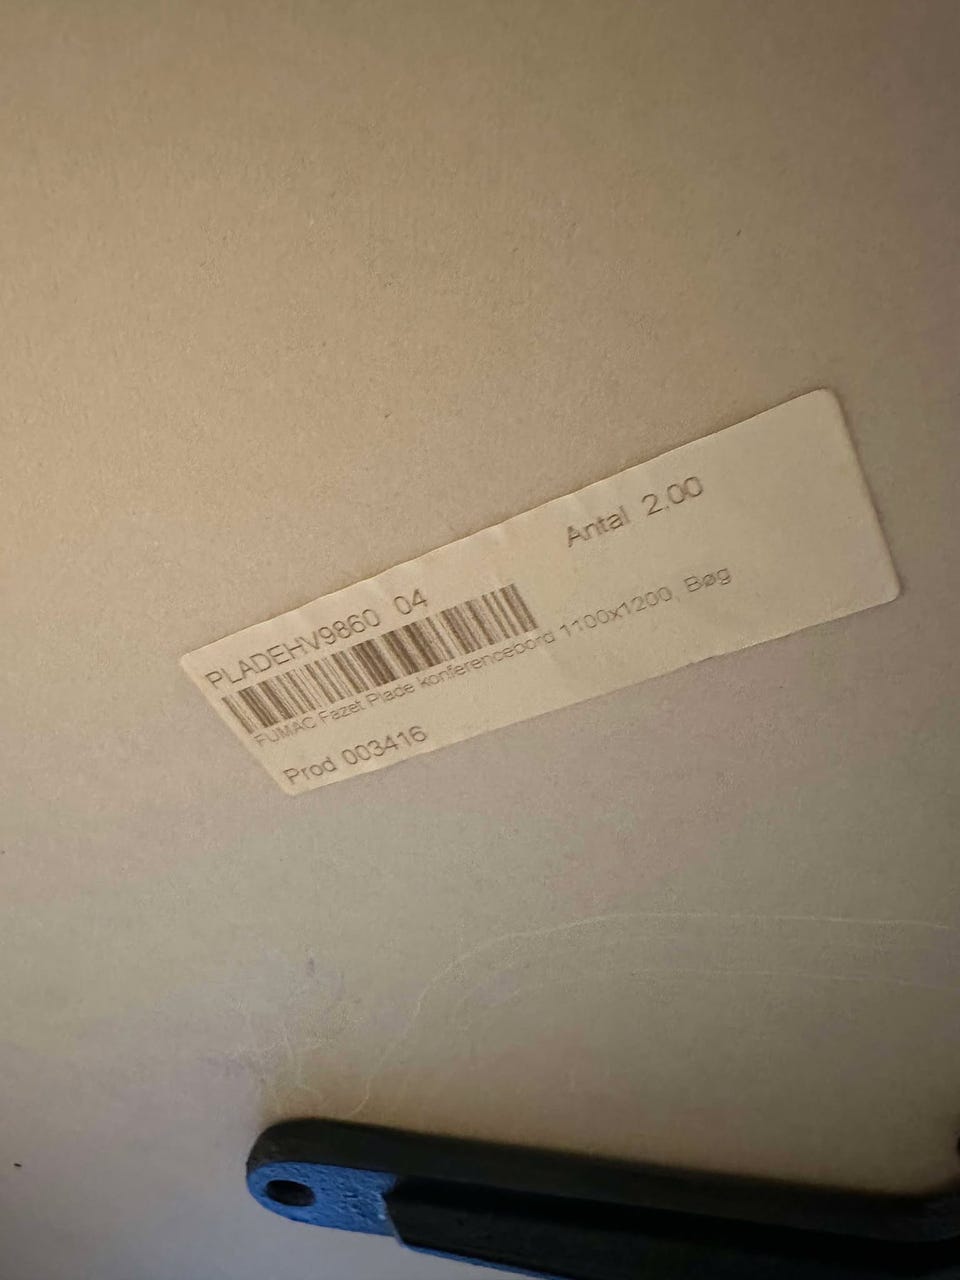 PLADEHV9860 04
Antal 2,00
FUMAC Fazet Plade konferencebord 1100x1200, Bøg
Prod 003416